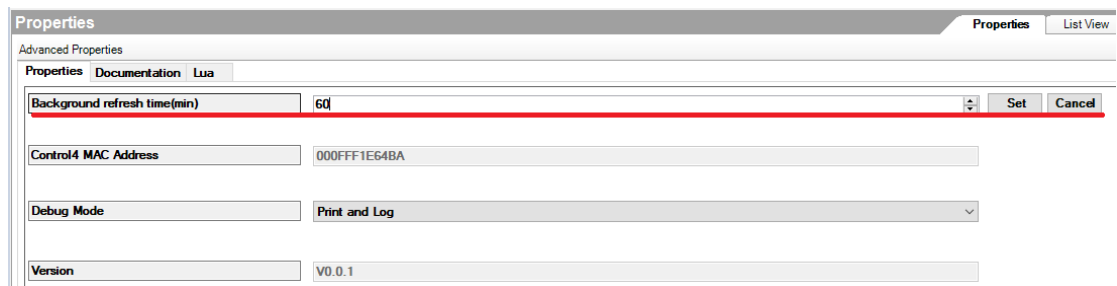 Properties Properties List View
Advanced Properties
Properties Documentation Lua
Background refresh time(min) 60 Set Cancel
Control4 MAC Address 000FFF1E64BA
Debug Mode Print and Log
Version V0.0.1